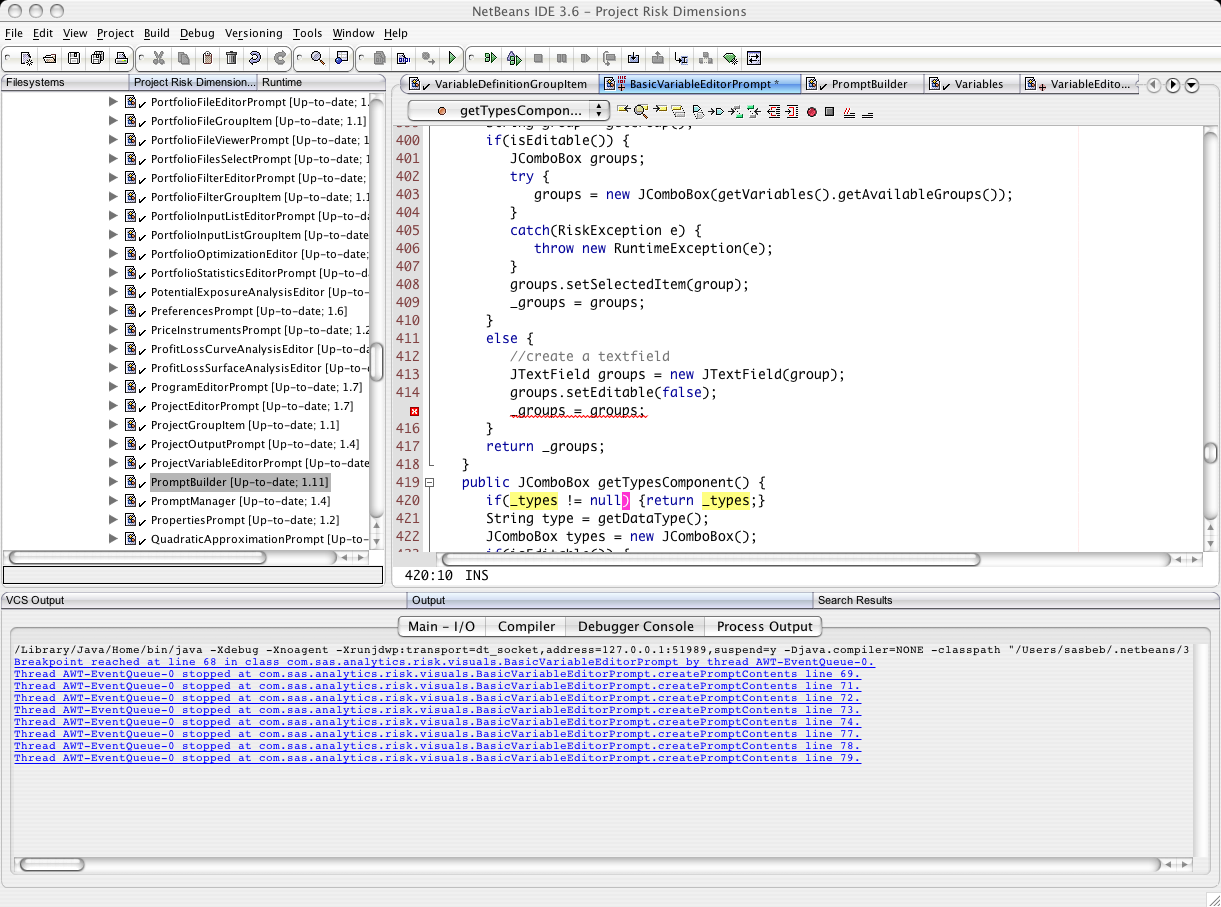 NetBeans IDE 3.6 - Project Risk Dimensions
File Edit View Project Build Debug Versioning Tools Window Help
Filesystems Project Risk Dimension... Runtime
PortfolioFileEditorPrompt [Up-to-date; 1.
PortfolioFileGroupItem [Up-to-date; 1.1]
PortfolioFileViewerPrompt [Up-to-date; 1
PortfolioFilesSelectPrompt [Up-to-date; 1
PortfolioFilterEditorPrompt [Up-to-date;
PortfolioFilterGroupItem [Up-to-date; 1.1
PortfolioInputListEditorPrompt [Up-to-da
PortfolioInputListGroupItem [Up-to-date
PortfolioOptimizationEditor [Up-to-date;
PortfolioStatisticsEditorPrompt [Up-to-d
PotentialExposureAnalysisEditor [Up-to-
PreferencesPrompt [Up-to-date; 1.6]
PriceInstrumentsPrompt [Up-to-date; 1.2
ProfitLossCurveAnalysisEditor [Up-to-da
ProfitLossSurfaceAnalysisEditor [Up-to-
ProgramEditorPrompt [Up-to-date; 1.7]
ProjectEditorPrompt [Up-to-date; 1.7]
ProjectGroupItem [Up-to-date; 1.1]
ProjectOutputPrompt [Up-to-date; 1.4]
ProjectVariableEditorPrompt [Up-to-date
PromptBuilder [Up-to-date; 1.11]
PromptManager [Up-to-date; 1.4]
PropertiesPrompt [Up-to-date; 1.2]
QuadraticApproximationPrompt [Up-to-
VariableDefinitionGroupItem BasicVariableEditorPrompt * PromptBuilder Variables VariableEdito...
getTypesCompon...
400 if(isEditable()) {
401 JComboBox groups;
402 try {
403 groups = new JComboBox(getVariables().getAvailableGroups());
404 }
405 catch(RiskException e) {
406 throw new RuntimeException(e);
407 }
408 groups.setSelectedItem(group);
409 _groups = groups;
410 }
411 else {
412 //create a textfield
413 JTextField groups = new JTextField(group);
414 groups.setEditable(false);
_groups = groups;
416 }
417 return _groups;
418 }
419 public JComboBox getTypesComponent() {
420 if(_types != null) {return _types;}
421 String type = getDataType();
422 JComboBox types = new JComboBox();
420:10 INS
VCS Output Output Search Results
Main - I/O Compiler Debugger Console Process Output
/Library/Java/Home/bin/java -Xdebug -Xnoagent -Xrunjdwp:transport=dt_socket,address=127.0.0.1:51989,suspend=y -Djava.compiler=NONE -classpath "/Users/sasbeb/.netbeans/3
Breakpoint reached at line 68 in class com.sas.analytics.risk.visuals.BasicVariableEditorPrompt by thread AWT-EventQueue-0.
Thread AWT-EventQueue-0 stopped at com.sas.analytics.risk.visuals.BasicVariableEditorPrompt.createPromptContents line 69.
Thread AWT-EventQueue-0 stopped at com.sas.analytics.risk.visuals.BasicVariableEditorPrompt.createPromptContents line 71.
Thread AWT-EventQueue-0 stopped at com.sas.analytics.risk.visuals.BasicVariableEditorPrompt.createPromptContents line 72.
Thread AWT-EventQueue-0 stopped at com.sas.analytics.risk.visuals.BasicVariableEditorPrompt.createPromptContents line 73.
Thread AWT-EventQueue-0 stopped at com.sas.analytics.risk.visuals.BasicVariableEditorPrompt.createPromptContents line 74.
Thread AWT-EventQueue-0 stopped at com.sas.analytics.risk.visuals.BasicVariableEditorPrompt.createPromptContents line 77.
Thread AWT-EventQueue-0 stopped at com.sas.analytics.risk.visuals.BasicVariableEditorPrompt.createPromptContents line 78.
Thread AWT-EventQueue-0 stopped at com.sas.analytics.risk.visuals.BasicVariableEditorPrompt.createPromptContents line 79.